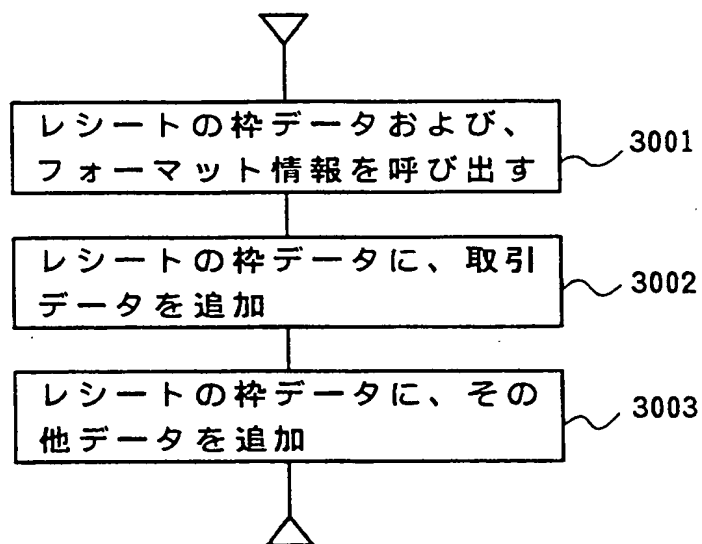 レシートの枠データおよび、
フォーマット情報を呼び出す
3001
レシートの枠データに、取引
データを追加
3002
レシートの枠データに、その
他データを追加
3003